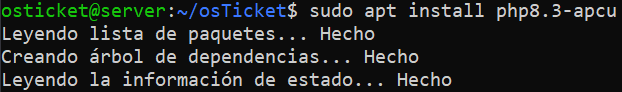 osticket@server:~/osTicket$ sudo apt install php8.3-apcu
Leyendo lista de paquetes... Hecho
Creando árbol de dependencias... Hecho
Leyendo la información de estado... Hecho